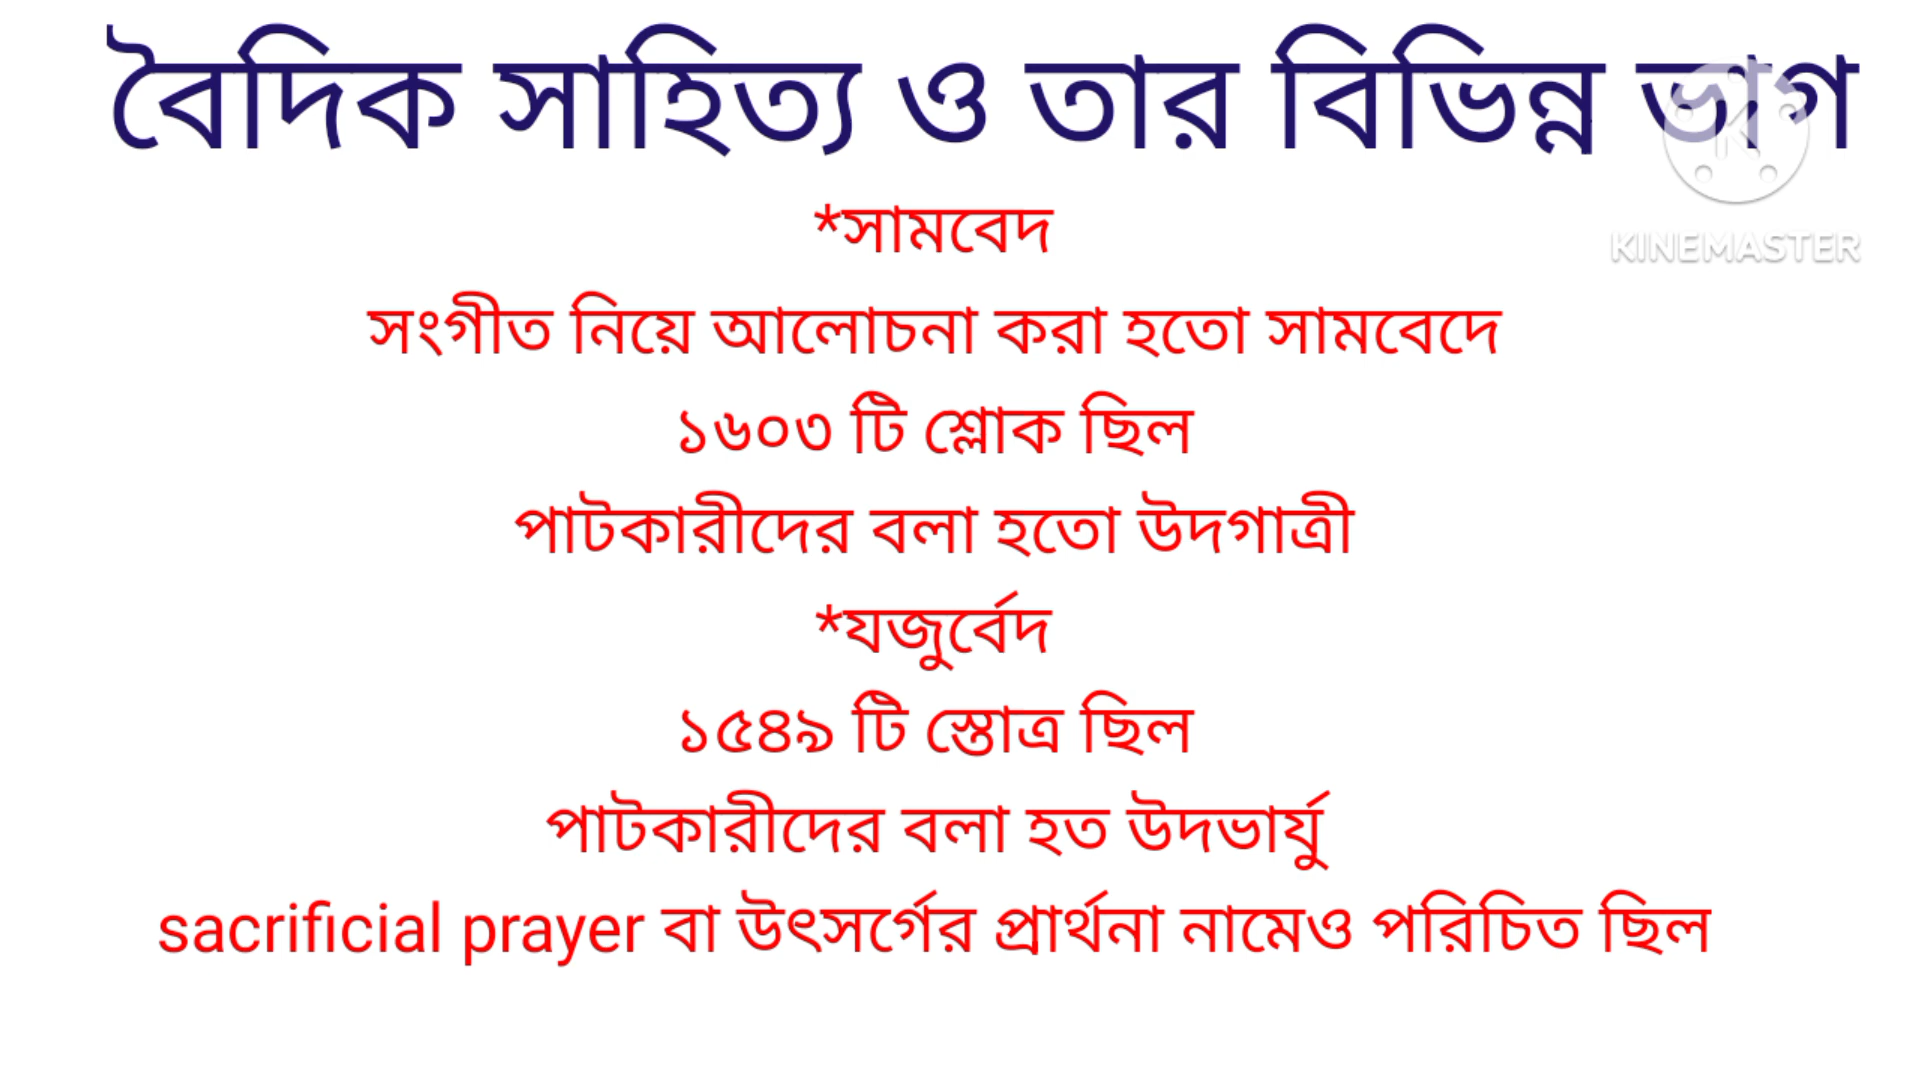 বৈদিক সাহিত্য ও তার বিভিন্ন ভাগ
*সামবেদ
KINEMASTER
সংগীত নিয়ে আলোচনা করা হতো সামবেদে
১৬০৩ টি শ্লোক ছিল
পাটকারীদের বলা হতো উদগাত্রী
*যজুর্বেদ
১৫৪৯ টি স্তোত্র ছিল
পাটকারীদের বলা হত উদভার্যু
sacrificial prayer বা উৎসর্গের প্রার্থনা নামেও পরিচিত ছিল